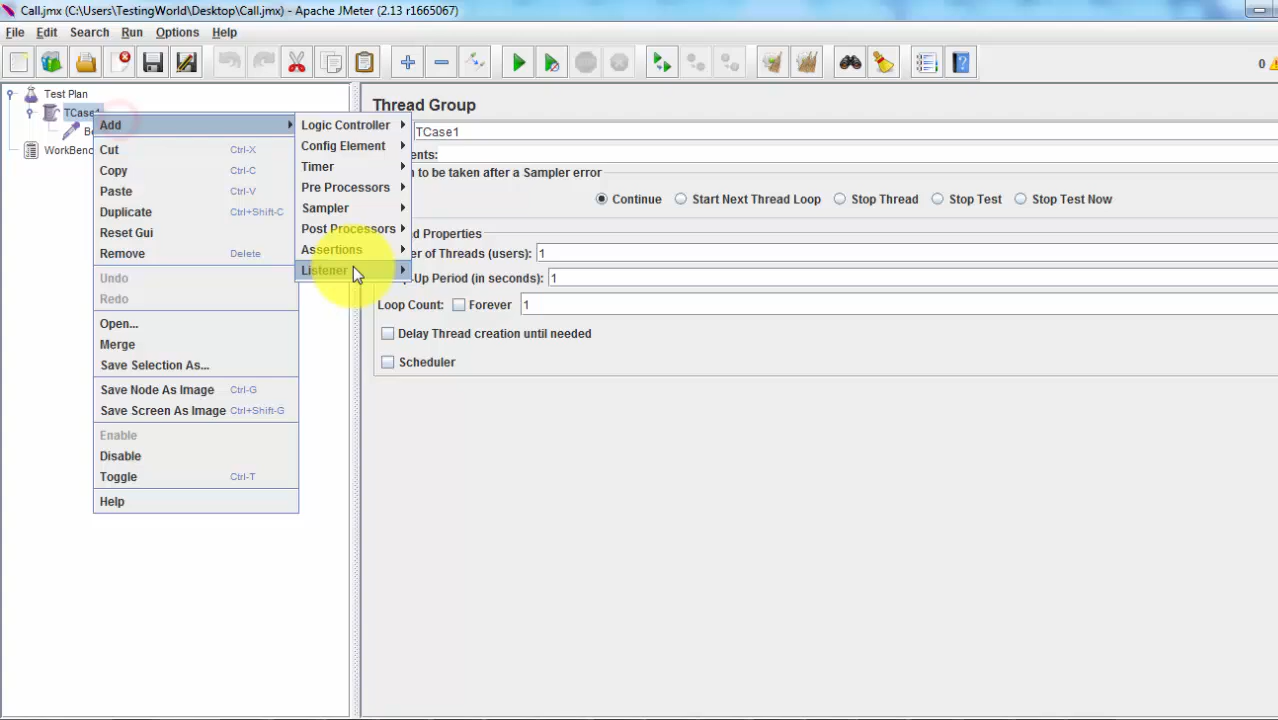 Call.jmx (C:\Users\TestingWorld\Desktop\Call.jmx) - Apache JMeter (2.13 r1665067)
File Edit Search Run Options Help
0
Test Plan
TCase1
WorkBenc
Add
Cut Ctrl-X
Copy Ctrl-C
Paste Ctrl-V
Duplicate Ctrl+Shift-C
Reset Gui
Remove Delete
Undo
Redo
Open...
Merge
Save Selection As...
Save Node As Image Ctrl-G
Save Screen As Image Ctrl+Shift-G
Enable
Disable
Toggle Ctrl-T
Help
Logic Controller
Config Element
Timer
Pre Processors
Sampler
Post Processors
Assertions
Listener
Thread Group
TCase1
ents:
n to be taken after a Sampler error
Continue Start Next Thread Loop Stop Thread Stop Test Stop Test Now
d Properties
er of Threads (users): 1
-Up Period (in seconds): 1
Loop Count: Forever 1
Delay Thread creation until needed
Scheduler